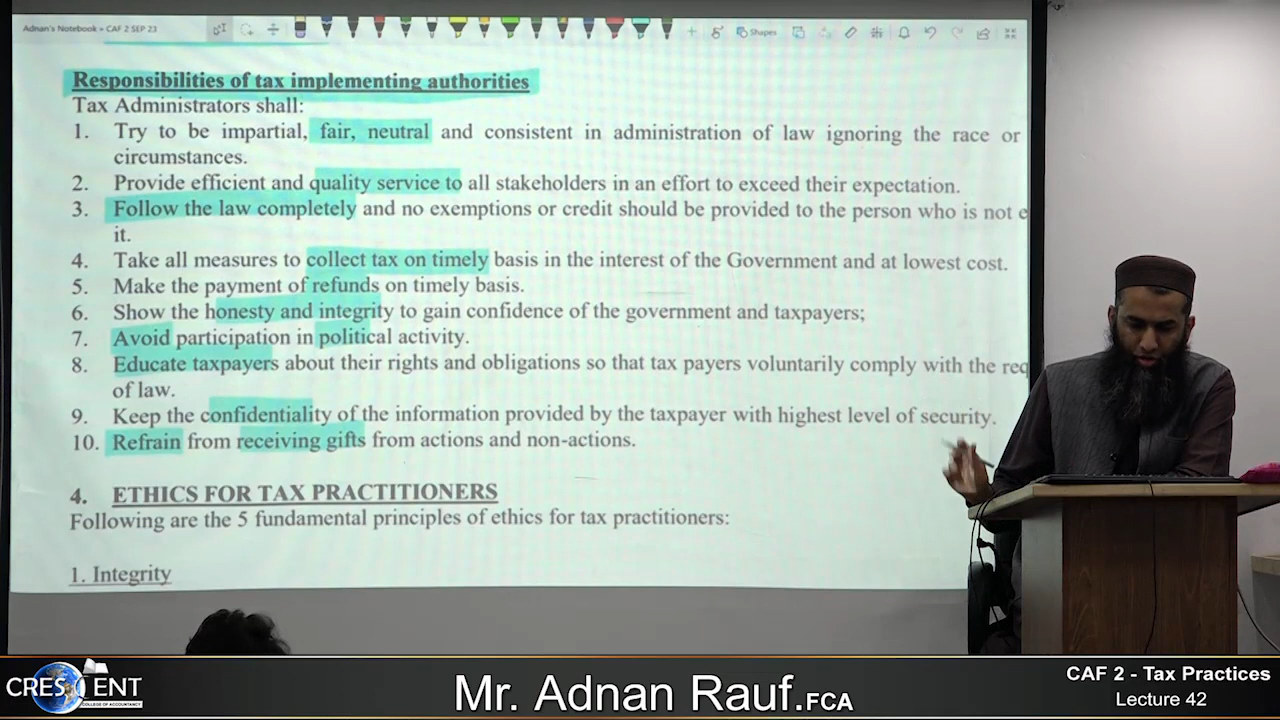 Adnan's Notebook » CAF 2 SEP 23
Shapes
Responsibilities of tax implementing authorities
Tax Administrators shall:
1. Try to be impartial, fair, neutral and consistent in administration of law ignoring the race or
circumstances.
2. Provide efficient and quality service to all stakeholders in an effort to exceed their expectation.
3. Follow the law completely and no exemptions or credit should be provided to the person who is not e
it.
4. Take all measures to collect tax on timely basis in the interest of the Government and at lowest cost.
5. Make the payment of refunds on timely basis.
6. Show the honesty and integrity to gain confidence of the government and taxpayers;
7. Avoid participation in political activity.
8. Educate taxpayers about their rights and obligations so that tax payers voluntarily comply with the req
of law.
9. Keep the confidentiality of the information provided by the taxpayer with highest level of security.
10. Refrain from receiving gifts from actions and non-actions.
4. ETHICS FOR TAX PRACTITIONERS
Following are the 5 fundamental principles of ethics for tax practitioners:
1. Integrity
CRESCENT
COLLEGE OF ACCOUNTANCY
Mr. Adnan Rauf.FCA
CAF 2 - Tax Practices
Lecture 42